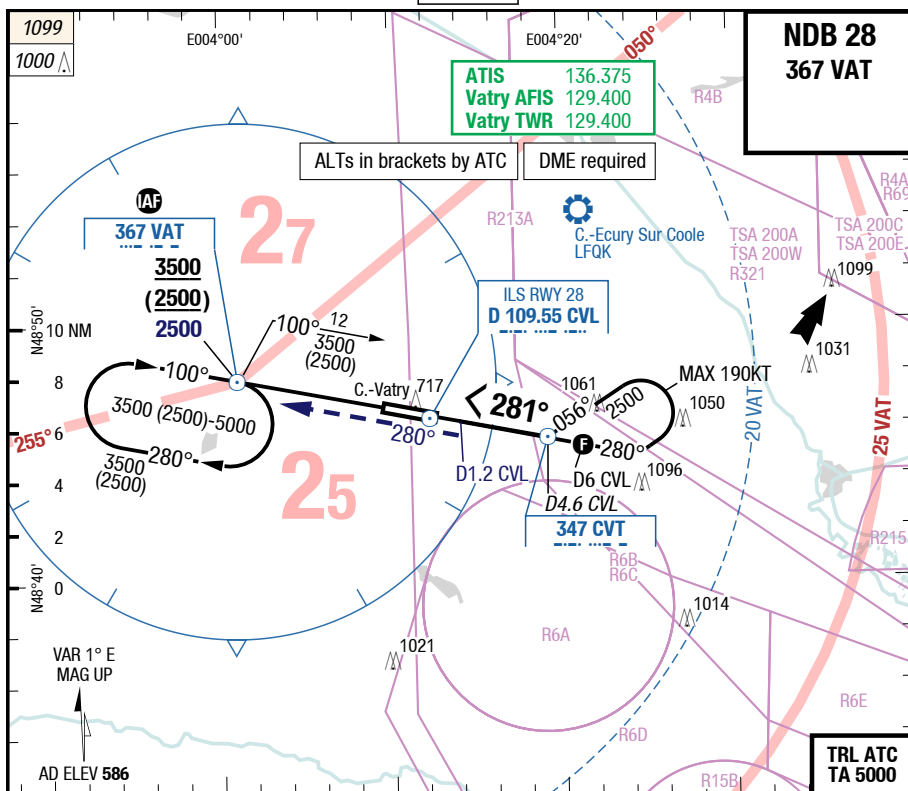 1099
1000
E004°00'
E004°20'
050°
NDB 28
367 VAT
ATIS 136.375
Vatry AFIS 129.400
Vatry TWR 129.400
R4B
ALTs in brackets by ATC
DME required
R4A
R69
IAF
367 VAT
27
R213A
C.-Ecury Sur Coole
LFQK
TSA 200A
TSA 200W
R321
TSA 200C
TSA 200E
1099
3500
(2500)
2500
ILS RWY 28
D 109.55 CVL
N48°50'
10 NM
100°
12
3500
(2500)
1031
8
100°
C.-Vatry
717
281°
1061
MAX 190KT
3500 (2500)-5000
056°
2500
1050
20 VAT
25 VAT
6
255°
280°
280°
F
280°
3500
(2500)
D1.2 CVL
D6 CVL
1096
4
25
D4.6 CVL
347 CVT
2
R215
R6B
R6C
N48°40'
0
1014
R6A
1021
VAR 1° E
MAG UP
R6E
R6D
AD ELEV 586
R15B
TRL ATC
TA 5000